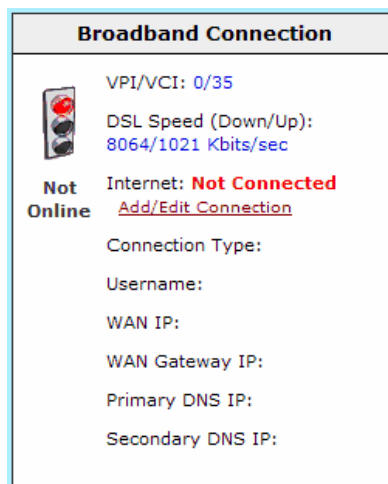 Broadband Connection
VPI/VCI: 0/35
DSL Speed (Down/Up):
8064/1021 Kbits/sec
Not
Online
Internet: Not Connected
Add/Edit Connection
Connection Type:
Username:
WAN IP:
WAN Gateway IP:
Primary DNS IP:
Secondary DNS IP: